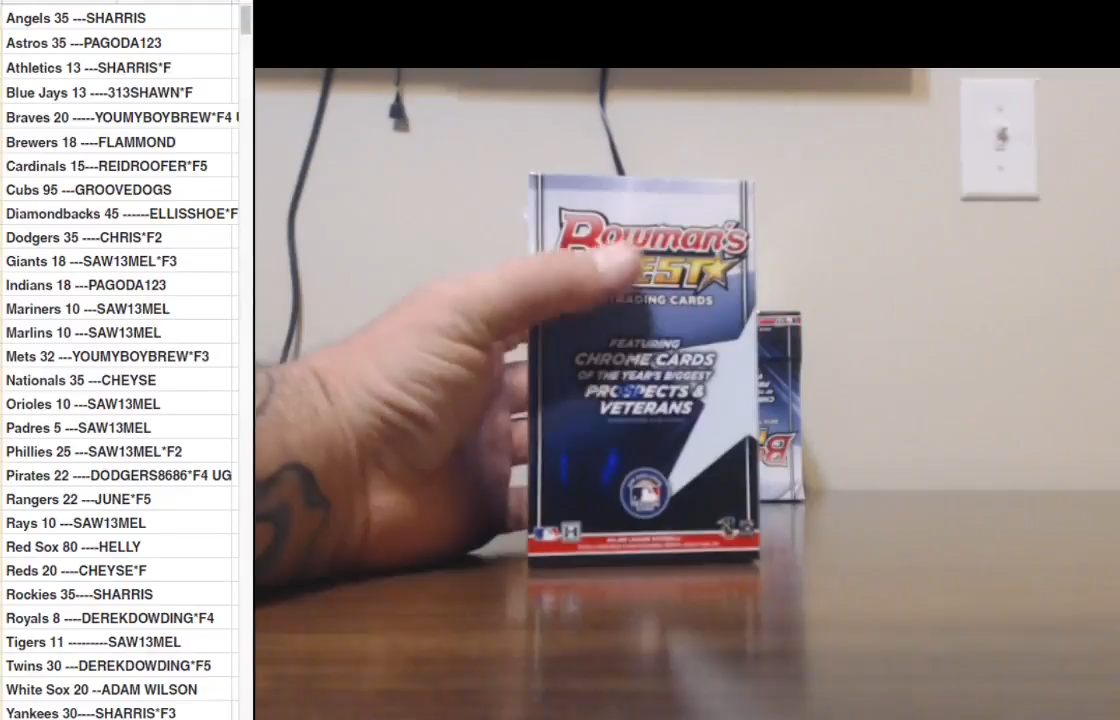 Angels 35 ---SHARRIS
Astros 35 ---PAGODA123
Athletics 13 ---SHARRIS*F
Blue Jays 13 ----313SHAWN*F
Braves 20 -----YOUMYBOYBREW*F4 U
Brewers 18 ----FLAMMOND
Cardinals 15---REIDROOFER*F5
Cubs 95 ---GROOVEDOGS
Diamondbacks 45 ------ELLISSHOE*F
Dodgers 35 ----CHRIS*F2
Giants 18 ---SAW13MEL*F3
Indians 18 ---PAGODA123
Mariners 10 ---SAW13MEL
Marlins 10 ---SAW13MEL
Mets 32 ---YOUMYBOYBREW*F3
Nationals 35 ---CHEYSE
Orioles 10 ---SAW13MEL
Padres 5 ---SAW13MEL
Phillies 25 ---SAW13MEL*F2
Pirates 22 ----DODGERS8686*F4 UG
Rangers 22 ---JUNE*F5
Rays 10 ---SAW13MEL
Red Sox 80 ----HELLY
Reds 20 ----CHEYSE*F
Rockies 35----SHARRIS
Royals 8 ----DEREKDOWDING*F4
Tigers 11 ---------SAW13MEL
Twins 30 ---DEREKDOWDING*F5
White Sox 20 --ADAM WILSON
Yankees 30----SHARRIS*F3
Bowman's
EST
TRADING CARDS
FEATURING
CHROME CARDS
OF THE YEAR'S BIGGEST
PROSPECTS &
VETERANS